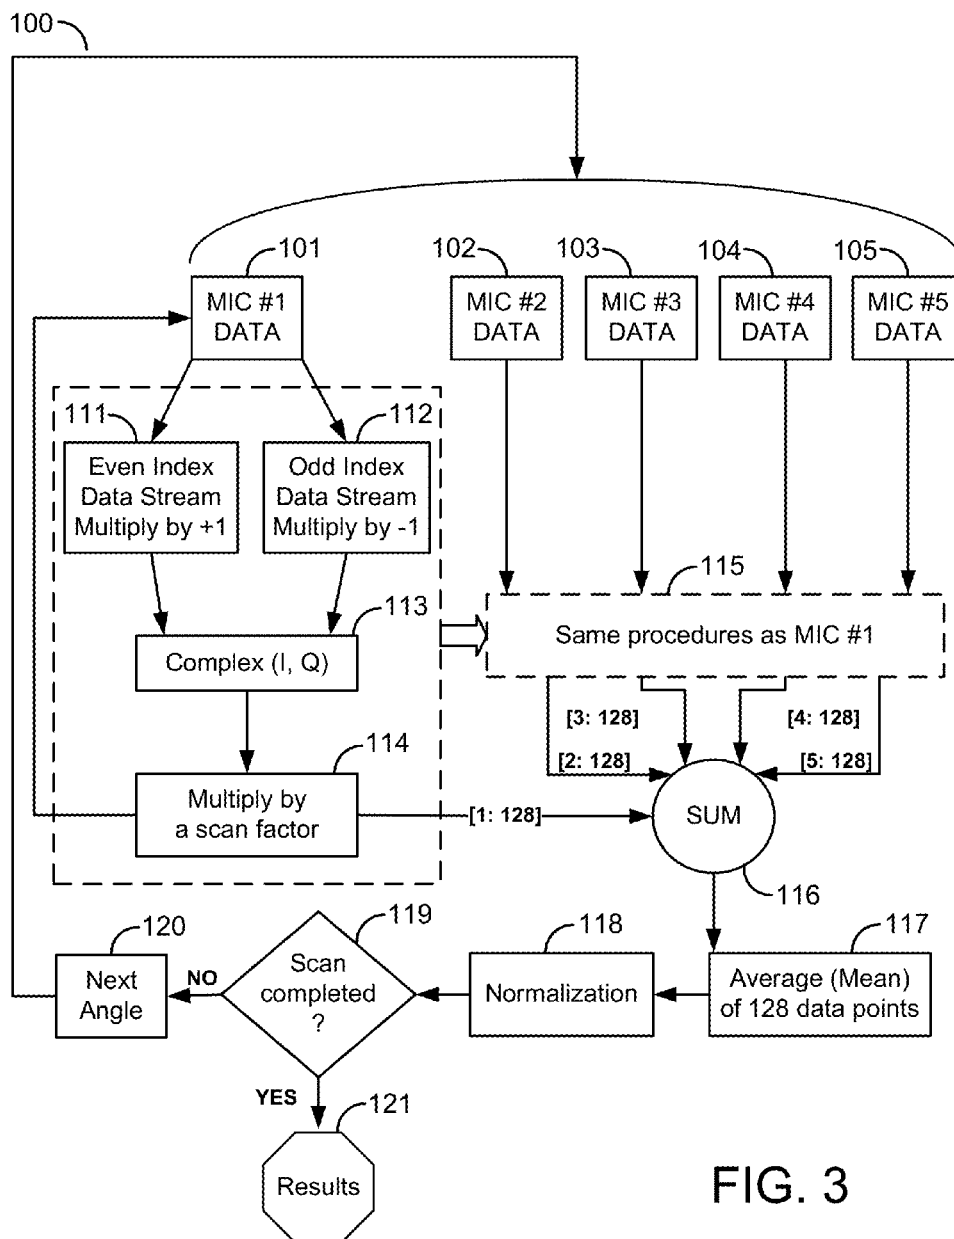 100
101
102
103
104
105
MIC #1
DATA
MIC #2
DATA
MIC #3
DATA
MIC #4
DATA
MIC #5
DATA
111
112
Even Index
Data Stream
Multiply by +1
Odd Index
Data Stream
Multiply by -1
113
115
Complex (I, Q)
Same procedures as MIC #1
[3: 128]
[4: 128]
[2: 128]
[5: 128]
114
Multiply by
a scan factor
[1: 128]
SUM
116
120
119
118
117
Next
Angle
NO
Scan
completed
?
Normalization
Average (Mean)
of 128 data points
YES
121
Results
FIG. 3